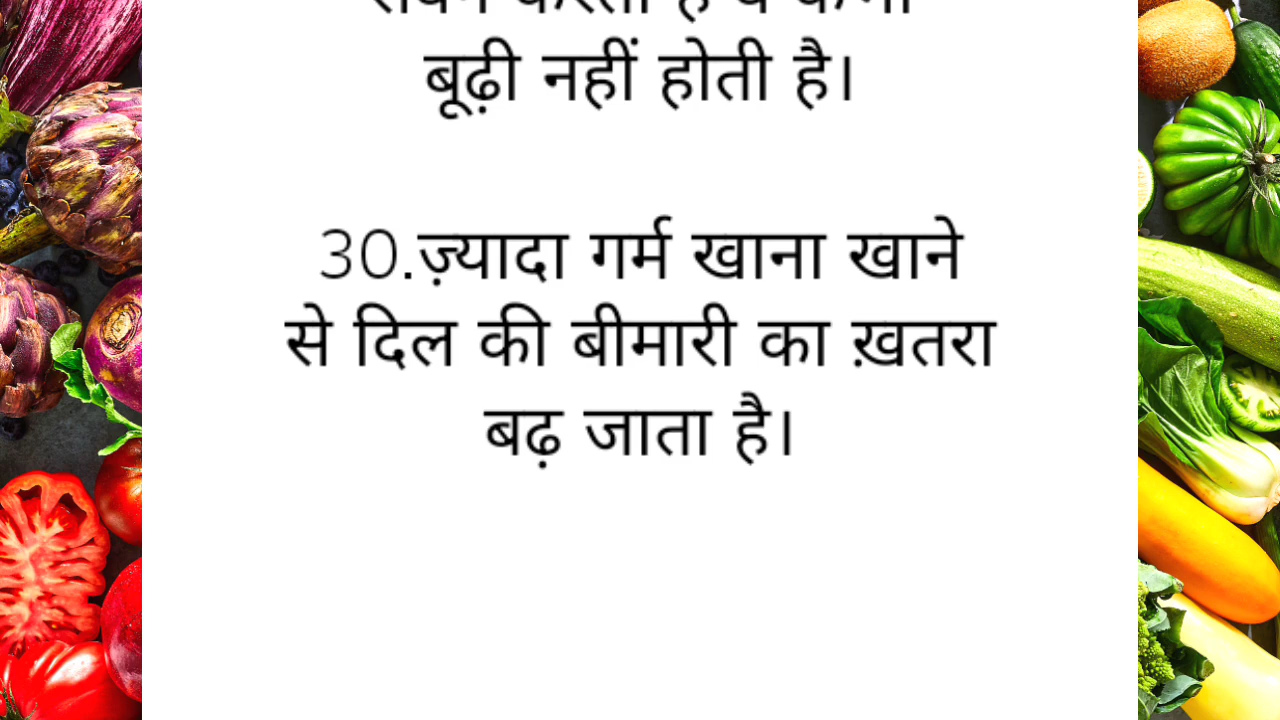 बूढ़ी नहीं होती है।
30.ज़्यादा गर्म खाना खाने
से दिल की बीमारी का ख़तरा
बढ़ जाता है।